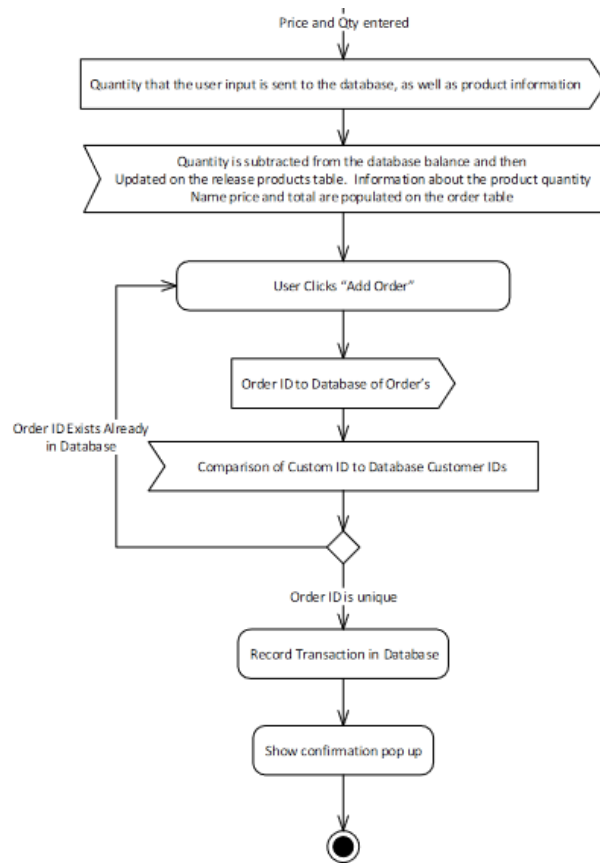 Price and Qty entered
Quantity that the user input is sent to the database, as well as product information
Quantity is subtracted from the database balance and then
Updated on the release products table. Information about the product quantity
Name price and total are populated on the order table
User Clicks “Add Order”
Order ID to Database of Order’s
Order ID Exists Already
in Database
Comparison of Custom ID to Database Customer IDs
Order ID is unique
Record Transaction in Database
Show confirmation pop up